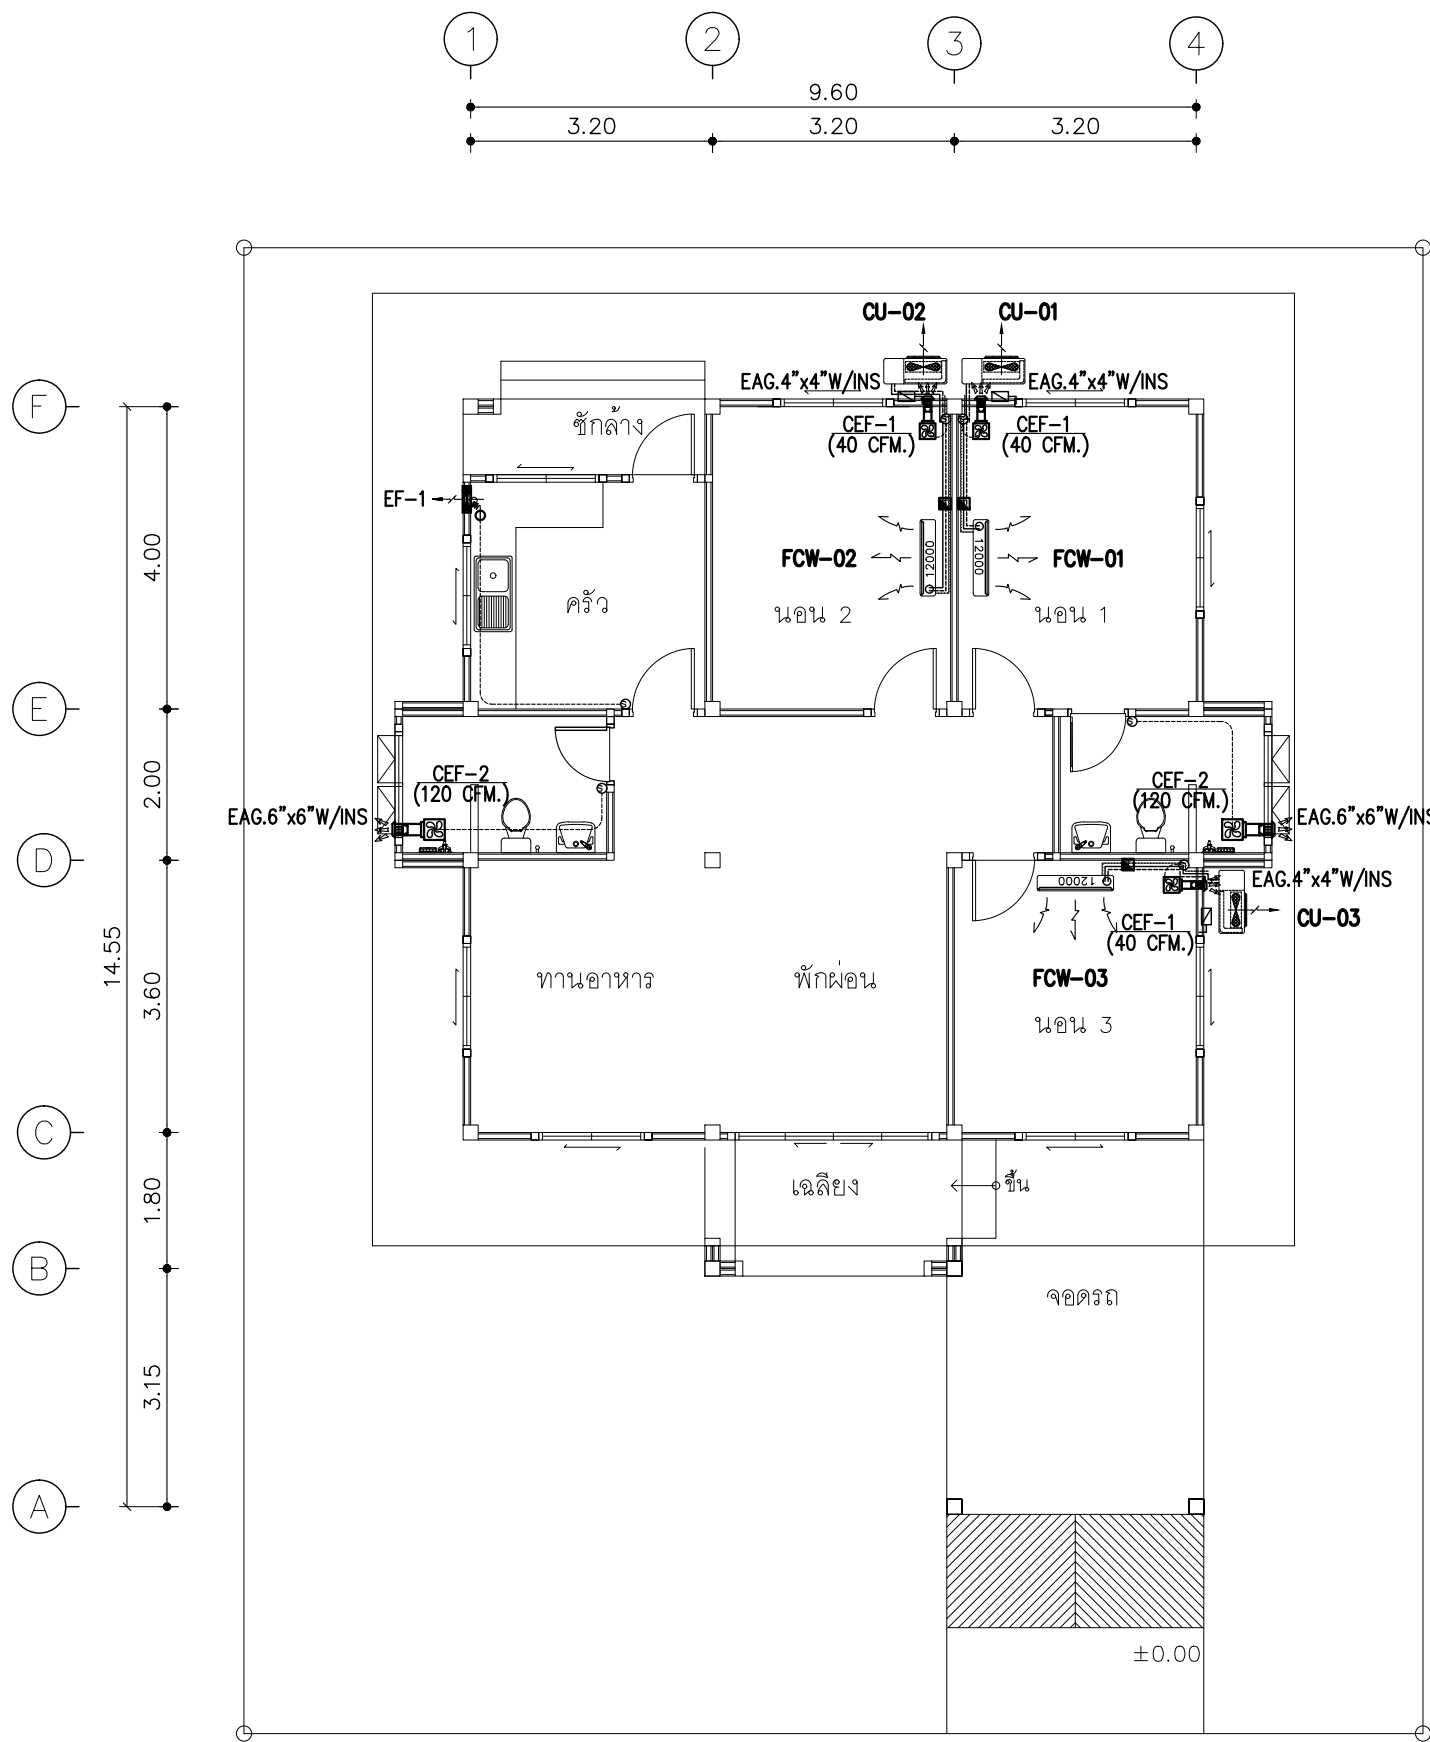 1
2
3
4
9.60
3.20
3.20
3.20
CU-02
CU-01
EAG.4"x4"W/INS
EAG.4"x4"W/INS
F
ซักล้าง
CEF-1
(40 CFM.)
CEF-1
(40 CFM.)
EF-1
4.00
FCW-02
12000
12000
FCW-01
ครัว
นอน 2
นอน 1
E
2.00
CEF-2
(120 CFM.)
CEF-2
(120 CFM.)
EAG.6"x6"W/INS
EAG.6"x6"W/INS
D
12000
EAG.4"x4"W/INS
CEF-1
(40 CFM.)
CU-03
14.55
3.60
ทานอาหาร
พักผ่อน
FCW-03
นอน 3
C
1.80
เฉลียง
ขึ้น
B
จอดรถ
3.15
A
±0.00